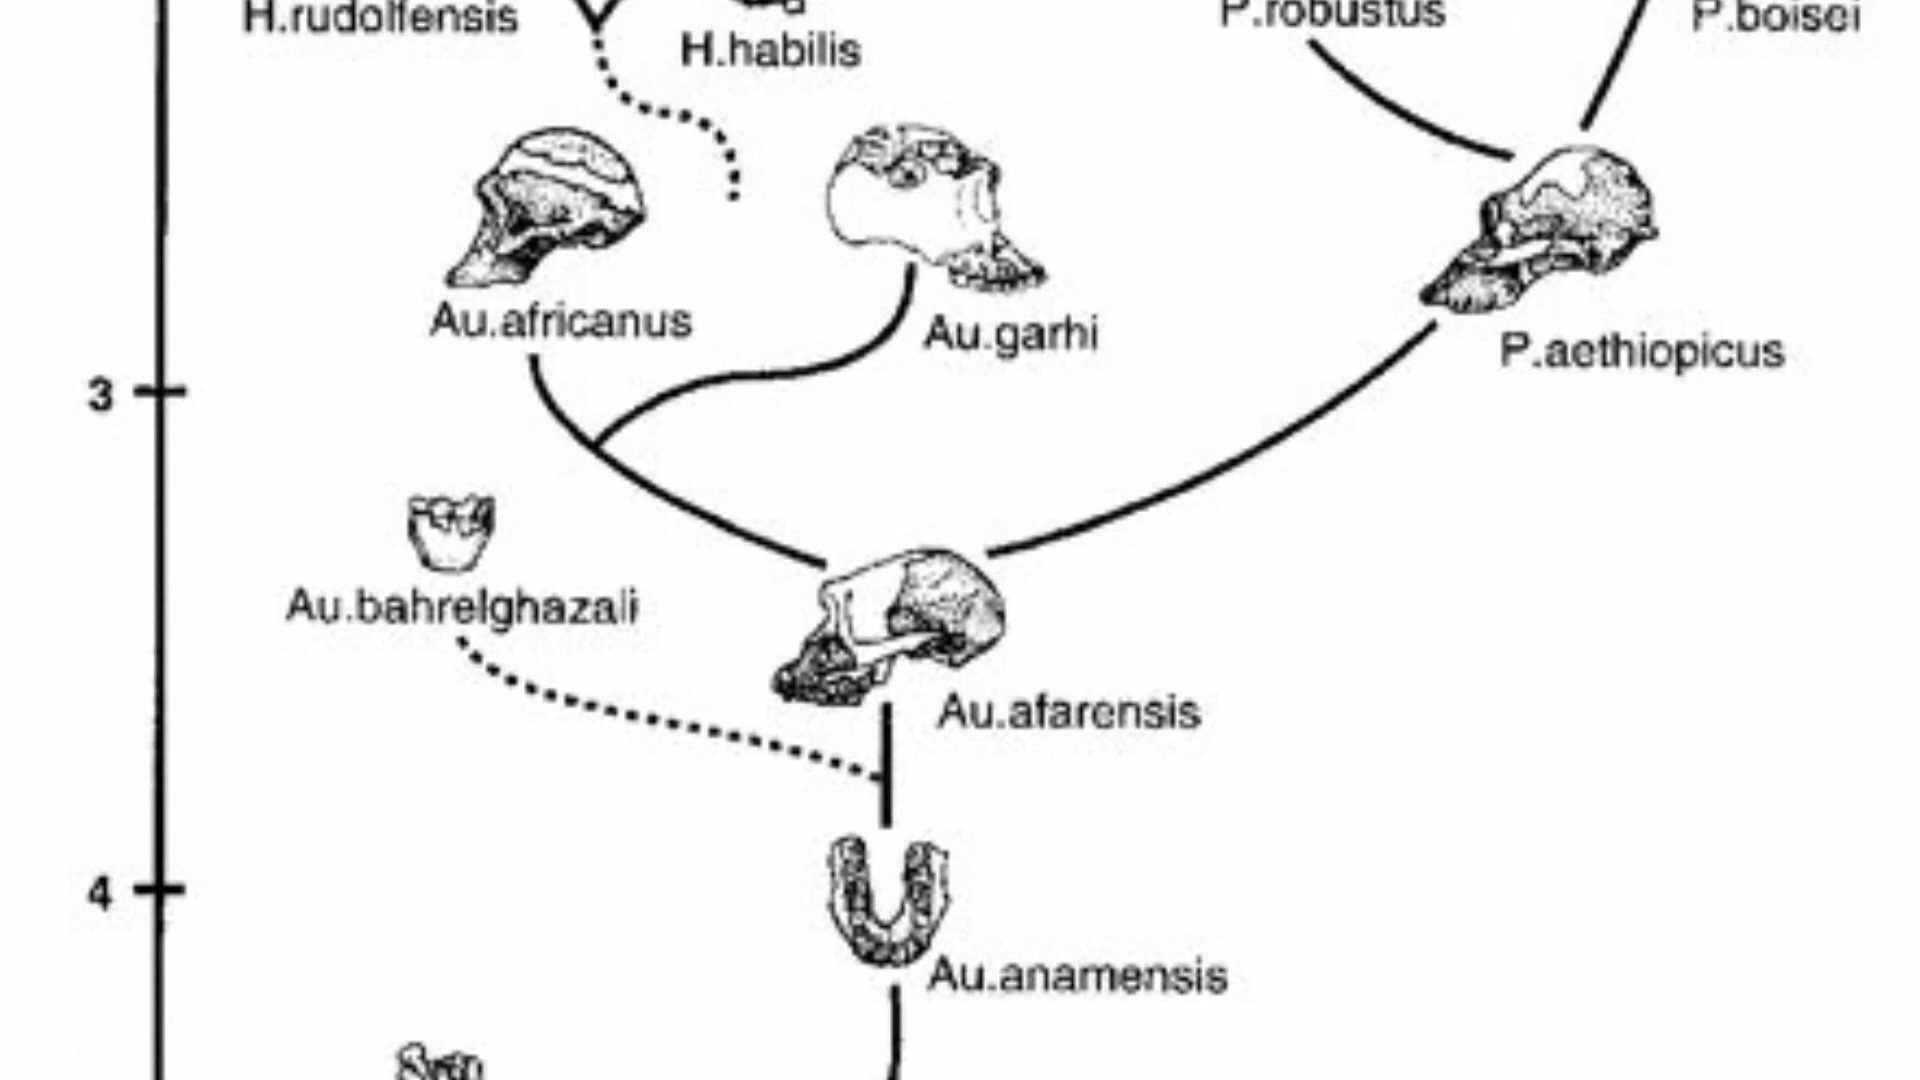 H.rudolfensis
H.habilis
P.robustus
P.boisei
Au.africanus
Au.garhi
P.aethiopicus
3
Au.bahrelghazali
Au.afarensis
4
Au.anamensis